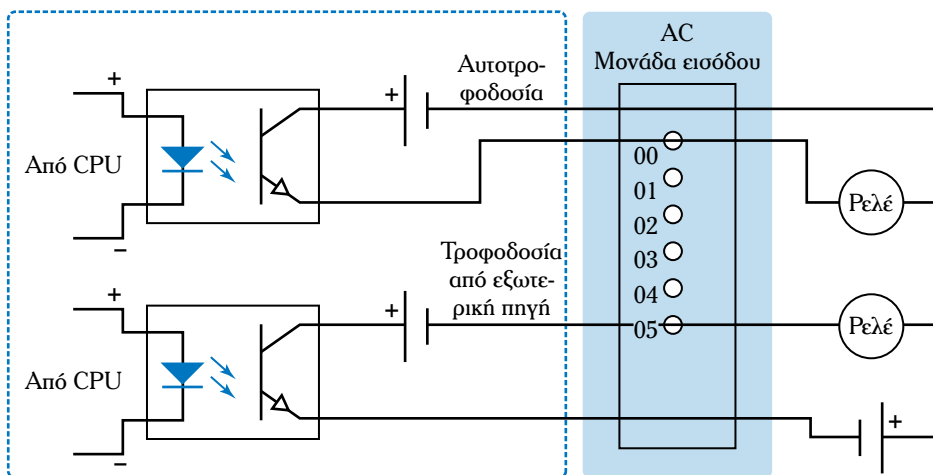 AC
Μονάδα εισόδου
Αυτοτρο-
φοδοσία
+
+
Από CPU
–
00
01
02
03
04
05
Ρελέ
Τροφοδοσία
από εξωτε-
ρική πηγή
+
+
Ρελέ
Από CPU
–
+